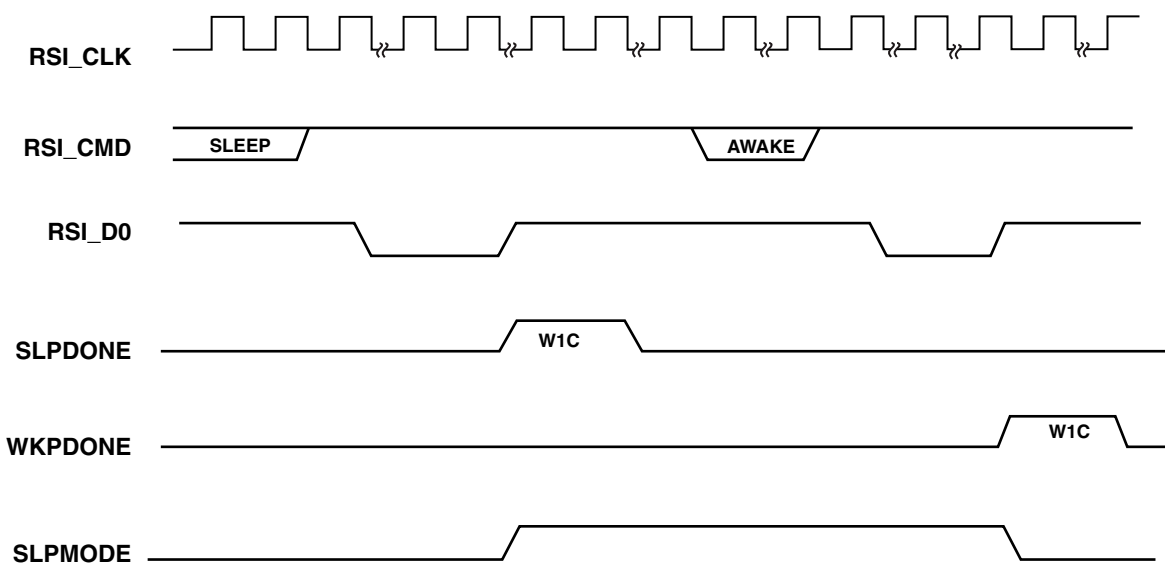 RSI_CLK
RSI_CMD
SLEEP
AWAKE
RSI_D0
SLPDONE
W1C
WKPDONE
W1C
SLPMODE